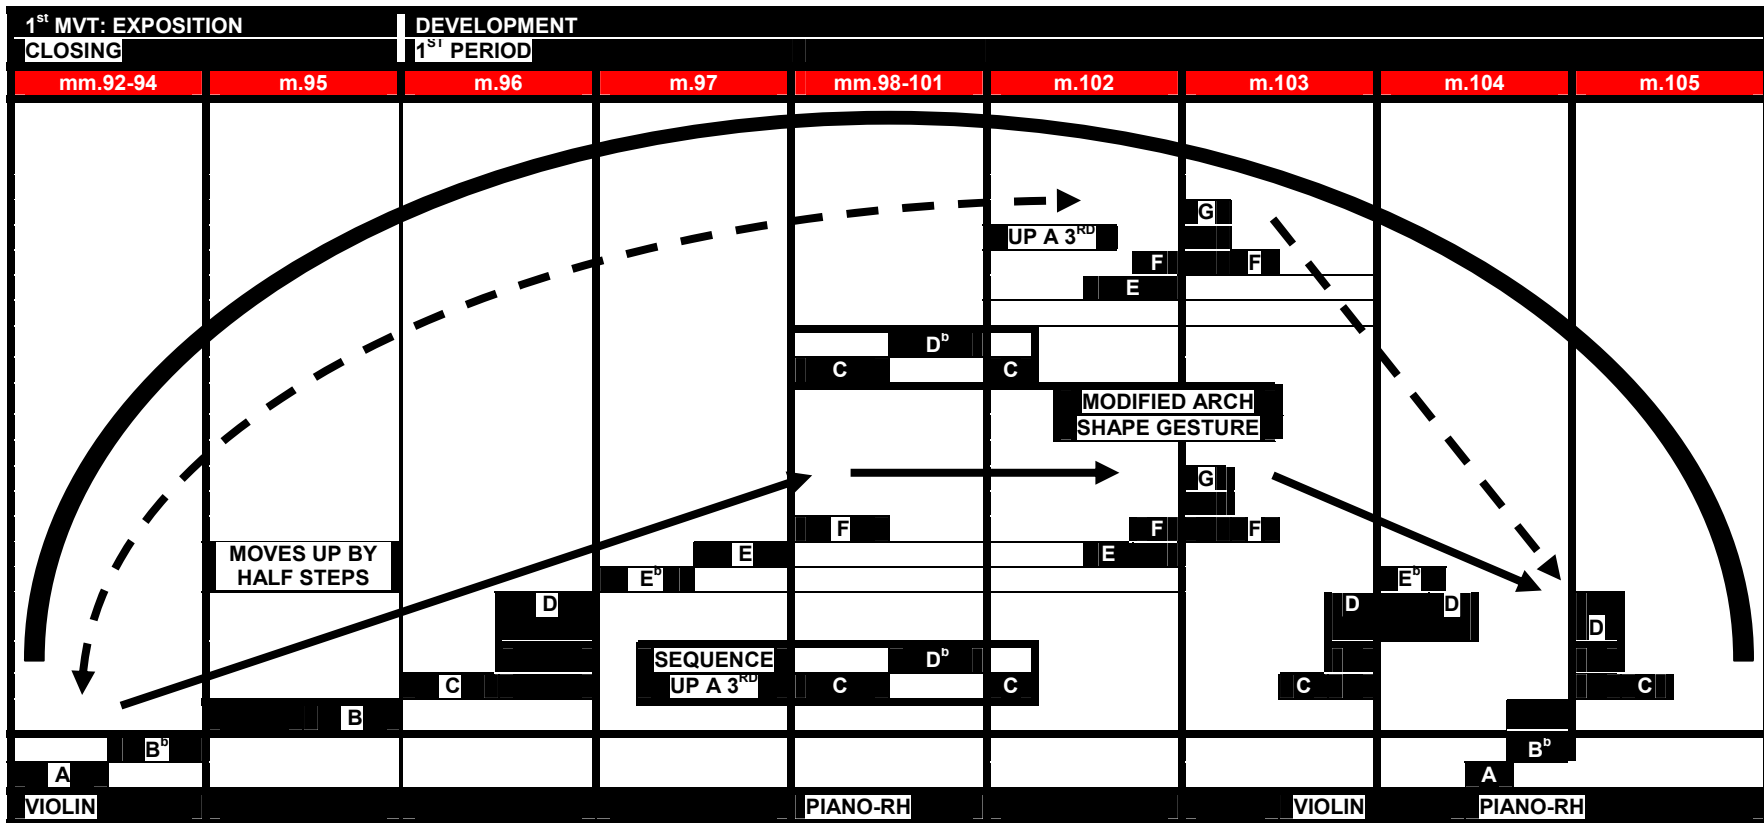 1st MVT: EXPOSITION DEVELOPMENT
CLOSING 1ST PERIOD
mm.92-94 m.95 m.96 m.97 mm.98-101 m.102 m.103 m.104 m.105
G
UP A 3RD
F F
E
Db
C C
MODIFIED ARCH
SHAPE GESTURE
G
F F F
MOVES UP BY E E
HALF STEPS Eb Eb
D D D
D
SEQUENCE Db
C UP A 3RD C C C C
B
Bb Bb
A A
VIOLIN PIANO-RH VIOLIN PIANO-RH